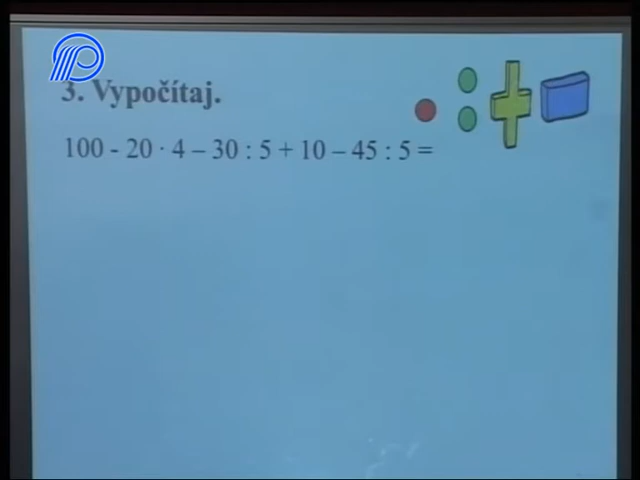 3. Vypočítaj.
100 - 20 · 4 – 30 : 5 + 10 – 45 : 5 =